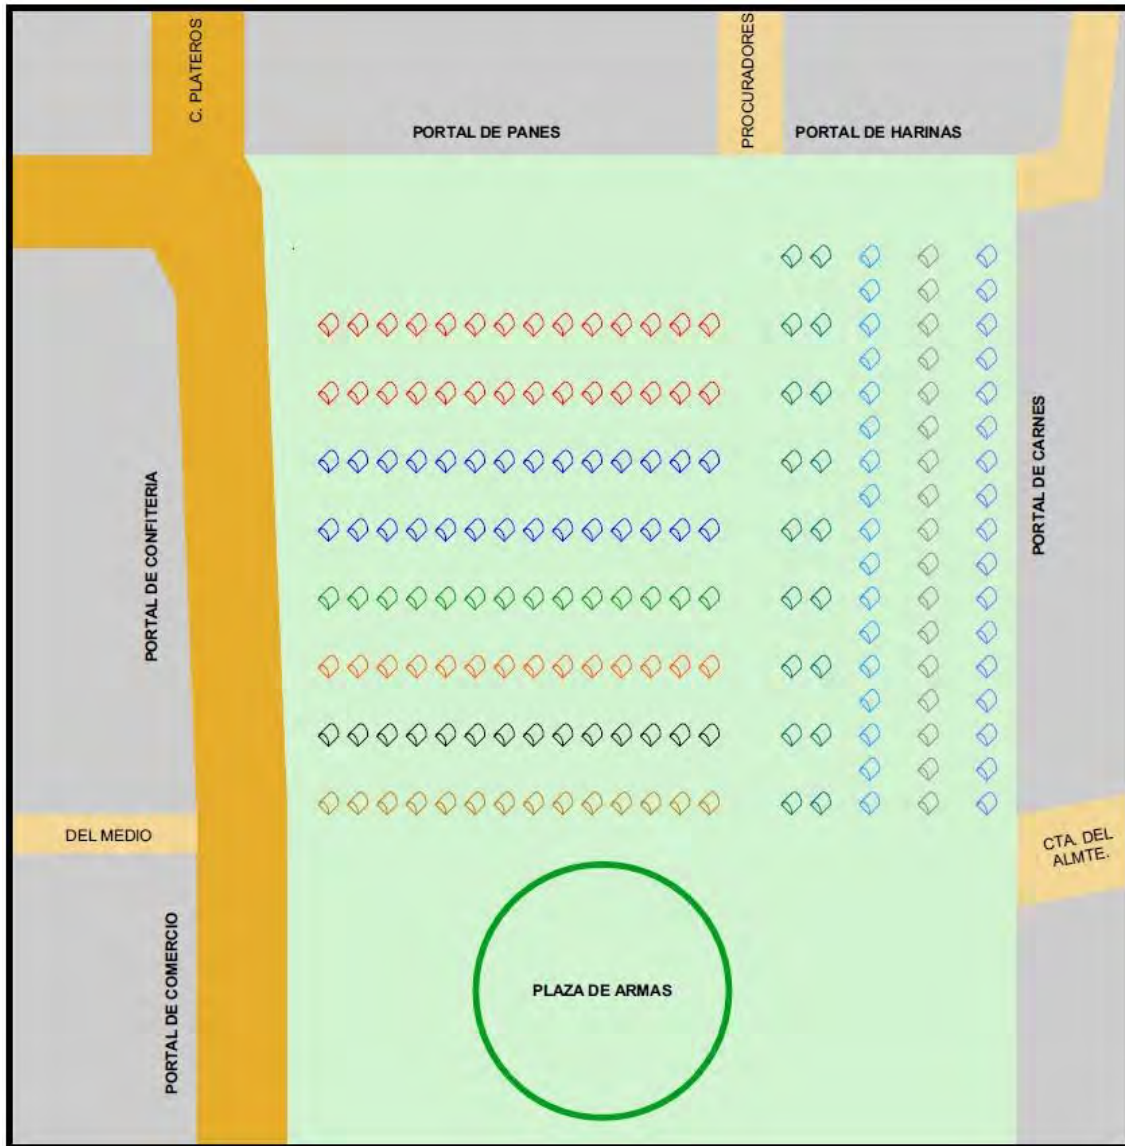 C. PLATEROS
PROCURADORES
PORTAL DE PANES
PORTAL DE HARINAS
PORTAL DE CONFITERIA
PORTAL DE CARNES
DEL MEDIO
CTA. DEL
ALMTE.
PORTAL DE COMERCIO
PLAZA DE ARMAS